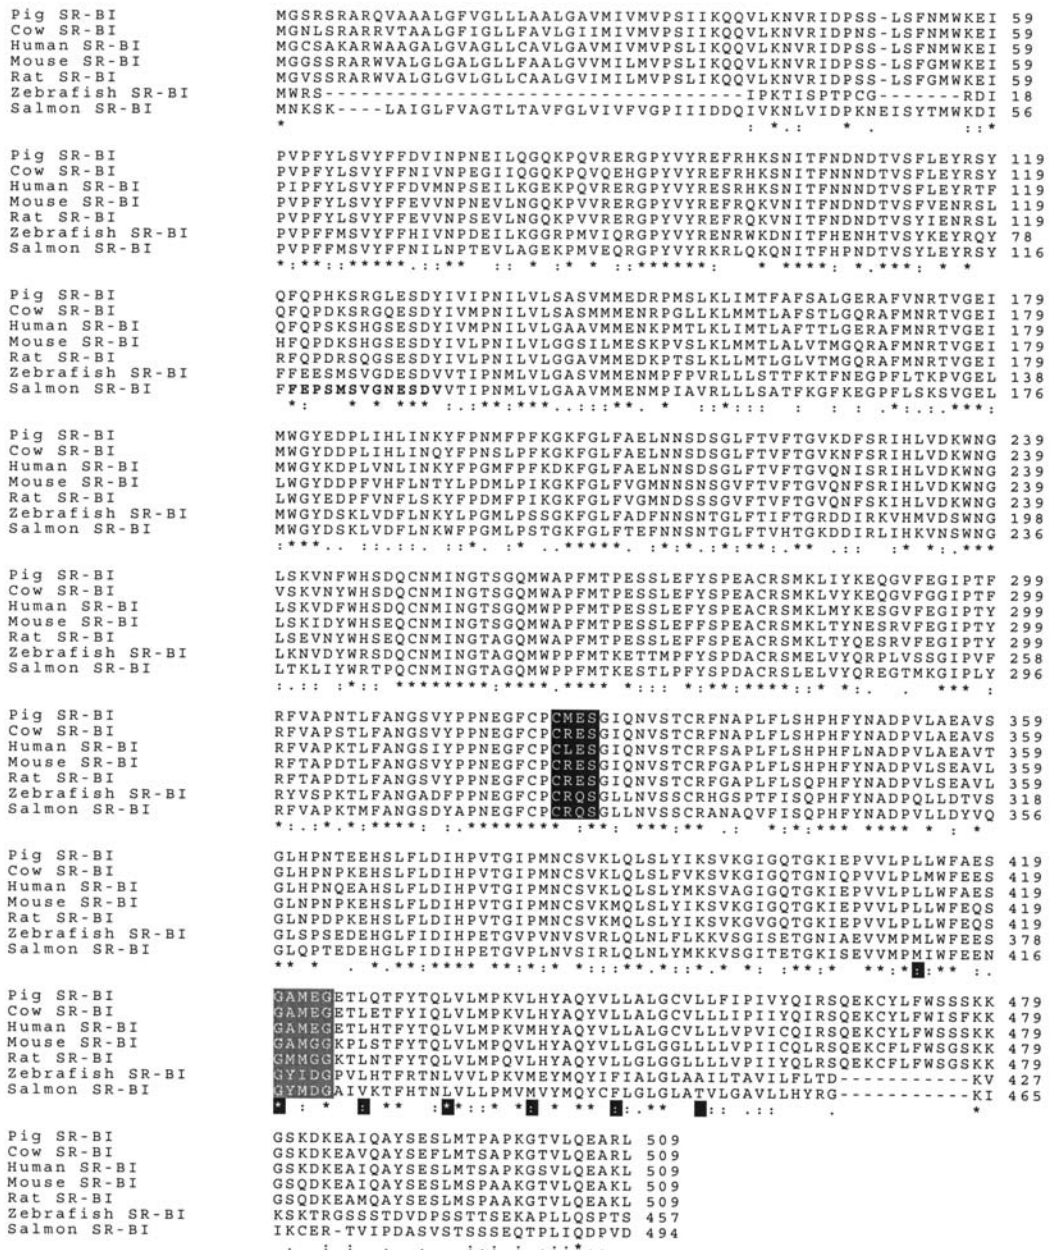 Pig SR-BI MGSRSRARQVAAALGFVGLLLAALGAVMIVMVPSIIKQQVLKNVRIDPSS-LSFNMWKEI 59
Cow SR-BI MGNLSRARRVTAALGFIGLLFAVLGIIMIVMVPSIIKQQVLKNVRIDPNS-LSFNMWKEI 59
Human SR-BI MGCSAKARWAAGALGVAGLLCAVLGAVMIVMVPSLIKQQVLKNVRIDPSS-LSFNMWKEI 59
Mouse SR-BI MGGSSRARWVALGLGALGLLFAALGVVMILMVPSLIKQQVLKNVRIDPSS-LSFGMWKEI 59
Rat SR-BI MGVSSRARWVALGLGVLGLLCAALGVIMILMVPSLIKQQVLKNVRIDPSS-LSFGMWKEI 59
Zebrafish SR-BI MWRS------------------------------------IPKTISPTPCG-------RDI 18
Salmon SR-BI MNKSK----LAIGLFVAGTLTAVFGLVIVFVGPIIIDDQIVKNLVIDPKNEISYTMWKDI 56
* : *.: * . ::*
Pig SR-BI PVPFYLSVYFFDVINPNEILQGQKPQVRERGPYVYREFRHKSNITFNDNDTVSFLEYRSY 119
Cow SR-BI PVPFYLSVYFFNIVNPEGIIQGQKPQVQEHGPYVYREFRHKSNITFNNNDTVSFLEYRSY 119
Human SR-BI PIPFYLSVYFFDVMNPSEILKGEKPQVRERGPYVYRESRHKSNITFNNNDTVSFLEYRTF 119
Mouse SR-BI PVPFYLSVYFFEVVNPNEVLNGQKPVVRERGPYVYREFRQKVNITFNDNDTVSFVENRSL 119
Rat SR-BI PVPFYLSVYFFEVVNPSEVLNGQKPVVRERGPYVYREFRQKVNITFNDNDTVSYIENRSL 119
Zebrafish SR-BI PVPFFMSVYFFHIVNPDEILKGGRPMVIQRGPYVYRENRWKDNITFHENHTVSYKEYRQY 78
Salmon SR-BI PVPFFMSVYFFNILNPTEVLAGEKPMVEQRGPYVYRKRLQKQNITFHPNDTVSYLEYRSY 116
*:**::*****.::** :: * :* * ::******: * ****: *.***: * *
Pig SR-BI QFQPHKSRGLESDYIVIPNILVLSASVMMEDRPMSLKLIMTFAFSALGERAFVNRTVGEI 179
Cow SR-BI QFQPDKSRGQESDYIVMPNILVLSASMMMENRPGLLKLMMTLAFSTLGQRAFMNRTVGEI 179
Human SR-BI QFQPSKSHGSESDYIVMPNILVLGAAVMMENKPMTLKLIMTLAFTTLGERAFMNRTVGEI 179
Mouse SR-BI HFQPDKSHGSESDYIVLPNILVLGGSILMESKPVSLKLMMTLALVTMGQRAFMNRTVGEI 179
Rat SR-BI RFQPDRSQGSESDYIVLPNILVLGGAVMMEDKPTSLKLLMTLGLVTMGQRAFMNRTVGEI 179
Zebrafish SR-BI FFEESMSVGDESDVVTIPNMLVLGASVMMENMPFPVRLLLSTTFKTFNEGPFLTKPVGEL 138
Salmon SR-BI FFEPSMSVGNESDVVTIPNMLVLGAAVMMENMPIAVRLLLSATFKGFKEGPFLSKSVGEL 176
*: * * *** :.:**:***..:::**. * ::*::: : : : .*:.:.***:
Pig SR-BI MWGYEDPLIHLINKYFPNMFPFKGKFGLFAELNNSDSGLFTVFTGVKDFSRIHLVDKWNG 239
Cow SR-BI MWGYDDPLIHLINQYFPNSLPFKGKFGLFAELNNSDSGLFTVFTGVKNFSRIHLVDKWNG 239
Human SR-BI MWGYKDPLVNLINKYFPGMFPFKDKFGLFAELNNSDSGLFTVFTGVQNISRIHLVDKWNG 239
Mouse SR-BI LWGYDDPFVHFLNTYLPDMLPIKGKFGLFVGMNNSNSGVFTVFTGVQNFSRIHLVDKWNG 239
Rat SR-BI LWGYEDPFVNFLSKYFPDMFPIKGKFGLFVGMNDSSSGVFTVFTGVQNFSKIHLVDKWNG 239
Zebrafish SR-BI MWGYDSKLVDFLNKYLPGMLPSSGKFGLFADFNNSNTGLFTIFTGRDDIRKVHMVDSWNG 198
Salmon SR-BI MWGYDSKLVDFLNKWFPGMLPSTGKFGLFTEFNNSNTGLFTVHTGKDDIRLIHKVNSWNG 236
:***.. ::.::. ::*. :* .*****. :*:*.:*:**:.** .:: :* *:.***
Pig SR-BI LSKVNFWHSDQCNMINGTSGQMWAPFMTPESSLEFYSPEACRSMKLIYKEQGVFEGIPTF 299
Cow SR-BI VSKVNYWHSDQCNMINGTSGQMWAPFMTPESSLEFYSPEACRSMKLVYKEQGVFGGIPTF 299
Human SR-BI LSKVDFWHSDQCNMINGTSGQMWPPFMTPESSLEFYSPEACRSMKLMYKESGVFEGIPTY 299
Mouse SR-BI LSKIDYWHSEQCNMINGTAGQMWAPFMTPESSLEFFSPEACRSMKLTYNESRVFEGIPTY 299
Rat SR-BI LSEVNYWHSEQCNMINGTAGQMWAPFMTPESSLEFFSPEACRSMKLTYQESRVFEGIPTY 299
Zebrafish SR-BI LKNVDYWRSDQCNMINGTAGQMWPPFMTKETTMPFYSPDACRSMELVYQRPLVSSGIPVF 258
Salmon SR-BI LTKLIYWRTPQCNMINGTAGQMWPPFMTKESTLPFYSPDACRSLELVYQREGTMKGIPLY 296
:.:: :*:: ********:****.**** *::: *:**:****::* *:. . *** :
Pig SR-BI RFVAPNTLFANGSVYPPNEGFCPCMESGIQNVSTCRFNAPLFLSHPHFYNADPVLAEAVS 359
Cow SR-BI RFVAPSTLFANGSVYPPNEGFCPCRESGIQNVSTCRFNAPLFLSHPHFYNADPVLAEAVS 359
Human SR-BI RFVAPKTLFANGSIYPPNEGFCPCLESGIQNVSTCRFSAPLFLSHPHFLNADPVLAEAVT 359
Mouse SR-BI RFTAPDTLFANGSVYPPNEGFCPCRESGIQNVSTCRFGAPLFLSHPHFYNADPVLSEAVL 359
Rat SR-BI RFTAPDTLFANGSVYPPNEGFCPCRESGIQNVSTCRFGAPLFLSQPHFYNADPVLSEAVL 359
Zebrafish SR-BI RYVSPKTLFANGADFPPNEGFCPCRQSGLLNVSSCRHGSPTFISQPHFYNADPQLLDTVS 318
Salmon SR-BI RFVAPKTMFANGSDYAPNEGFCPCRQSGLLNVSSCRANAQVFISQPHFYNADPVLLDYVQ 356
*:.:*.*:****: :.******** :**: ***:** .: *:*:*** **** * : *
Pig SR-BI GLHPNTEEHSLFLDIHPVTGIPMNCSVKLQLSLYIKSVKGIGQTGKIEPVVLPLLWFAES 419
Cow SR-BI GLHPNPKEHSLFLDIHPVTGIPMNCSVKLQLSLFVKSVKGIGQTGNIQPVVLPLMWFEES 419
Human SR-BI GLHPNQEAHSLFLDIHPVTGIPMNCSVKLQLSLYMKSVAGIGQTGKIEPVVLPLLWFAES 419
Mouse SR-BI GLNPNPKEHSLFLDIHPVTGIPMNCSVKMQLSLYIKSVKGIGQTGKIEPVVLPLLWFEQS 419
Rat SR-BI GLNPDPKEHSLFLDIHPVTGIPMNCSVKMQLSLYIKSVKGVGQTGKIEPVVLPLLWFEQS 419
Zebrafish SR-BI GLSPSEDEHGLFIDIHPETGVPVNVSVRLQLNLFLKKVSGISETGNIAEVVMPMLWFEES 378
Salmon SR-BI GLQPTEDEHGLFIDIHPETGVPLNVSIRLQLNLYMKKVSGITETGKISEVVMPMIWFEEN 416
** * . *.**:**** **:*:* *:::**.*::*.* *: :**:* **:*::** :.
Pig SR-BI GAMEGETLQTFYTQLVLMPKVLHYAQYVLLALGCVLLFIPIVYQIRSQEKCYLFWSSSKK 479
Cow SR-BI GAMEGETLETFYIQLVLMPKVLHYAQYVLLALGCVLLLIPIIYQIRSQEKCYLFWISFKK 479
Human SR-BI GAMEGETLHTFYTQLVLMPKVMHYAQYVLLALGCVLLLVPVICQIRSQEKCYLFWSSSKK 479
Mouse SR-BI GAMGGKPLSTFYTQLVLMPQVLHYAQYVLLGLGGLLLLVPIICQLRSQEKCFLFWSGSKK 479
Rat SR-BI GMMGGKTLNTFYTQLVLMPQVLHYAQYVLLGLGGLLLLVPIIYQLRSQEKCFLFWSGSKK 479
Zebrafish SR-BI GYIDGPVLHTFRTNLVVLPKVMEYMQYIFIALGLAAILTAVILFLTD-----------KV 427
Salmon SR-BI GYMDGAIVKTFHTNLVLLPMVMVYMQYCFLGLGLATVLGAVLLHYRG-----------KI 465
* : * : ** :**::* *: * ** ::.** :: .:: . *
Pig SR-BI GSKDKEAIQAYSESLMTPAPKGTVLQEARL 509
Cow SR-BI GSKDKEAVQAYSEFLMTSAPKGTVLQEARL 509
Human SR-BI GSKDKEAIQAYSESLMTSAPKGSVLQEAKL 509
Mouse SR-BI GSQDKEAIQAYSESLMSPAAKGTVLQEAKL 509
Rat SR-BI GSQDKEAMQAYSESLMSPAAKGTVLQEAKL 509
Zebrafish SR-BI KSKTRGSSSTDVDPSSTTSEKAPLLQSPTS 457
Salmon SR-BI IKCER-TVIPDASVSTSSSEQTPLIQDPVD 494
. : : . . :.: : .::*.